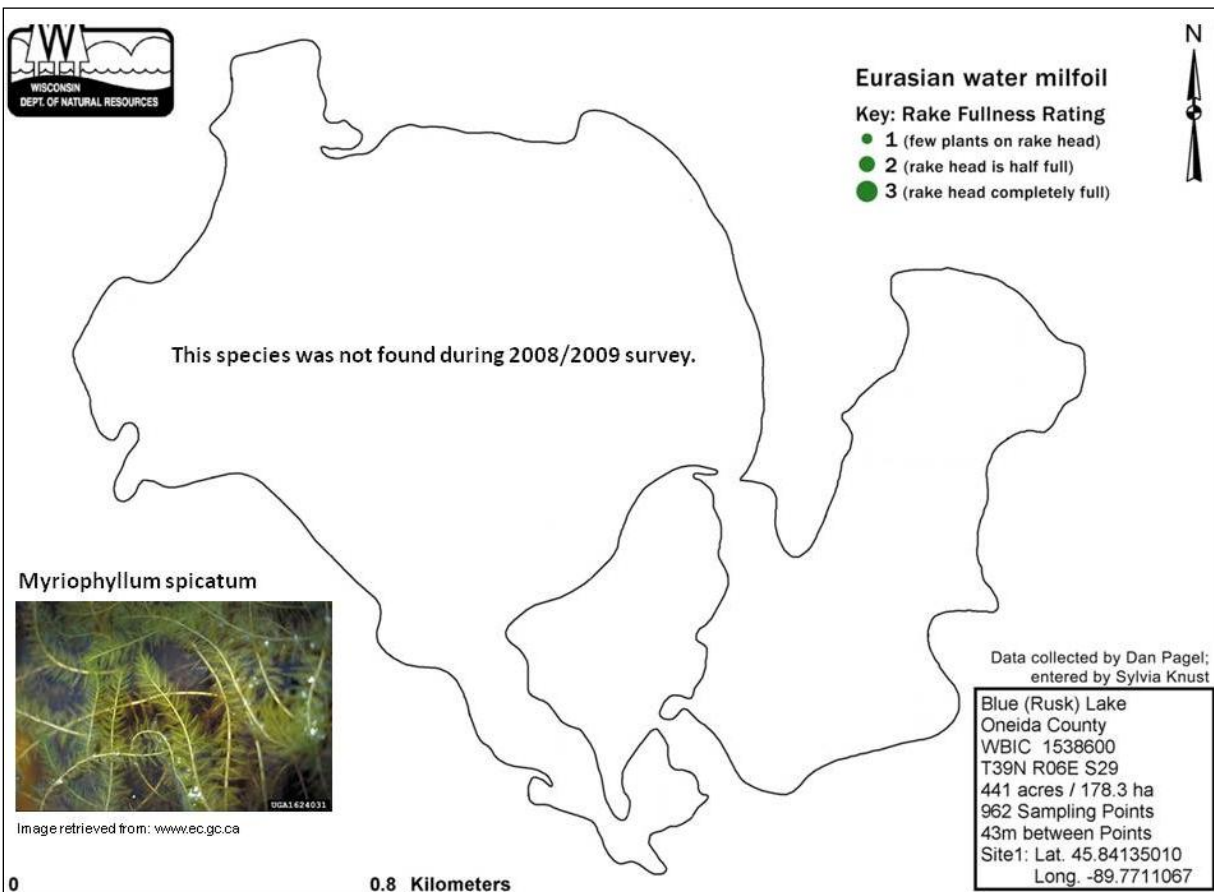 W
WISCONSIN
DEPT. OF NATURAL RESOURCES
N
Eurasian water milfoil
Key: Rake Fullness Rating
1 (few plants on rake head)
2 (rake head is half full)
3 (rake head completely full)
This species was not found during 2008/2009 survey.
Myriophyllum spicatum
UGA1624031
Image retrieved from: www.ec.gc.ca
Data collected by Dan Pagel;
entered by Sylvia Knust
Blue (Rusk) Lake
Oneida County
WBIC 1538600
T39N R06E S29
441 acres / 178.3 ha
962 Sampling Points
43m between Points
Site1: Lat. 45.84135010
Long. -89.7711067
0 0.8 Kilometers